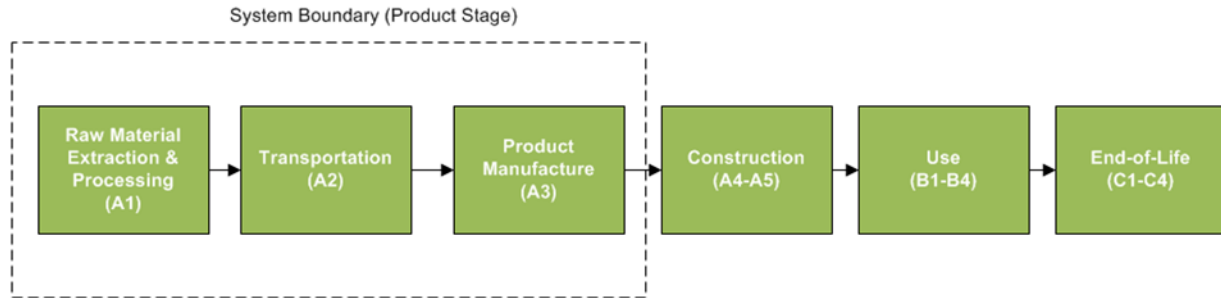 System Boundary (Product Stage)
Raw Material
Extraction &
Processing
(A1)
Transportation
(A2)
Product
Manufacture
(A3)
Construction
(A4-A5)
Use
(B1-B4)
End-of-Life
(C1-C4)